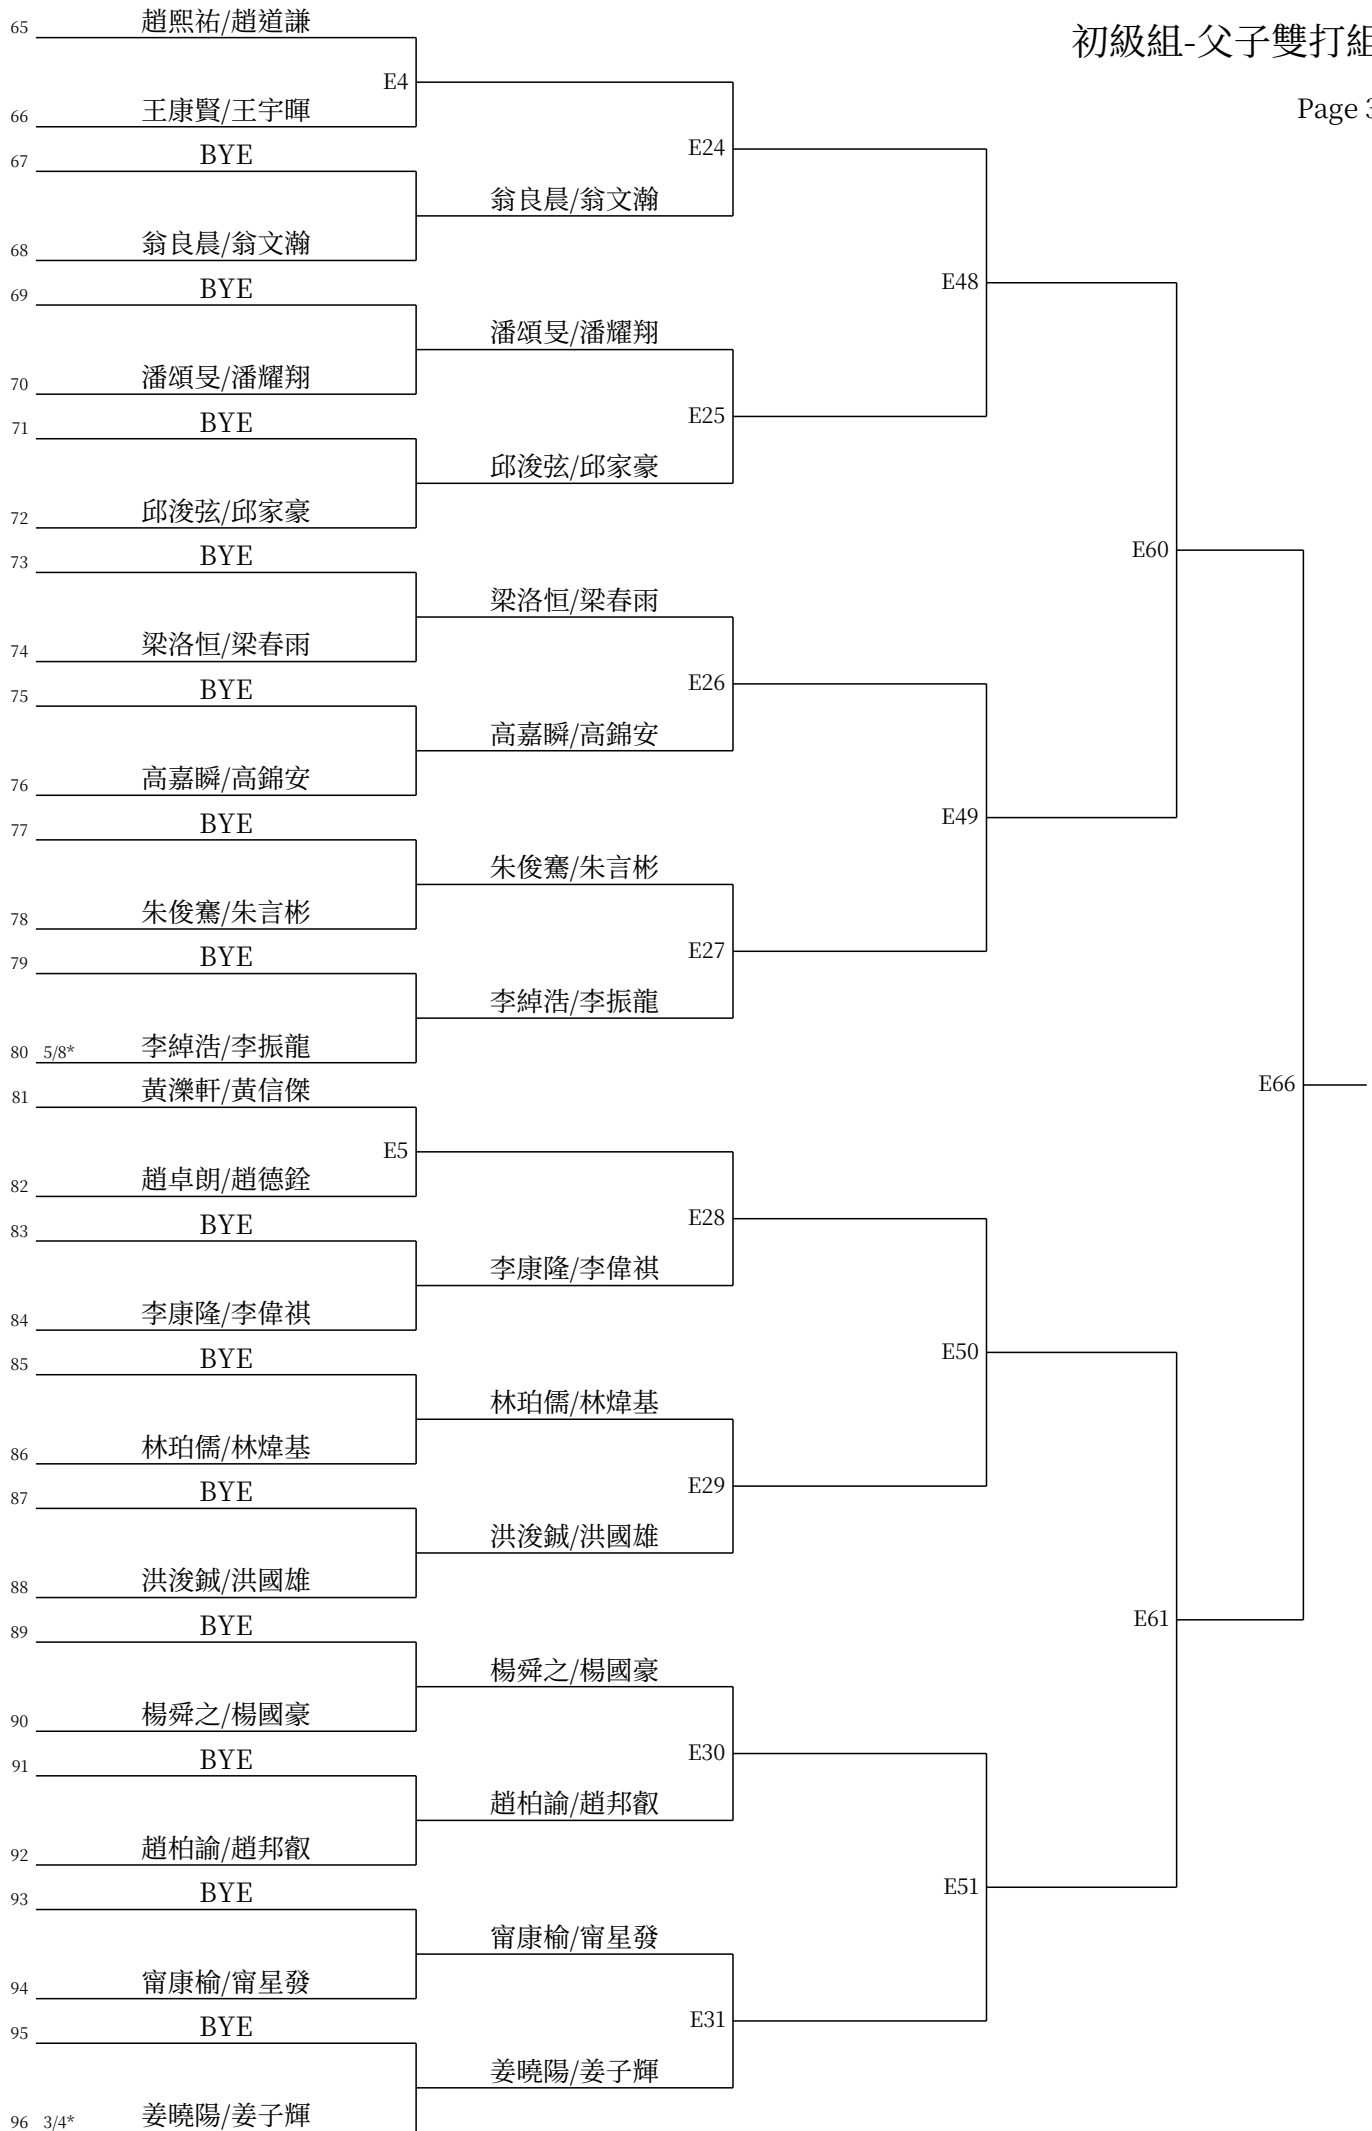 初級組-父子雙打組
Page 3
65 趙熙祐/趙道謙
E4
66 王康賢/王宇暉
67 BYE
E24
翁良晨/翁文瀚
68 翁良晨/翁文瀚
69 BYE
E48
潘頌旻/潘耀翔
70 潘頌旻/潘耀翔
71 BYE
E25
邱浚弦/邱家豪
72 邱浚弦/邱家豪
73 BYE
E60
梁洛恒/梁春雨
74 梁洛恒/梁春雨
75 BYE
E26
高嘉瞬/高錦安
76 高嘉瞬/高錦安
77 BYE
E49
朱俊騫/朱言彬
78 朱俊騫/朱言彬
79 BYE
E27
李綽浩/李振龍
80 5/8* 李綽浩/李振龍
81 黃濼軒/黃信傑
E66
E5
82 趙卓朗/趙德銓
83 BYE
E28
李康隆/李偉祺
84 李康隆/李偉祺
85 BYE
E50
林珀儒/林煒基
86 林珀儒/林煒基
87 BYE
E29
洪浚鋮/洪國雄
88 洪浚鋮/洪國雄
89 BYE
E61
楊舜之/楊國豪
90 楊舜之/楊國豪
91 BYE
E30
趙柏諭/趙邦叡
92 趙柏諭/趙邦叡
93 BYE
E51
甯康榆/甯星發
94 甯康榆/甯星發
95 BYE
E31
姜曉陽/姜子輝
96 3/4* 姜曉陽/姜子輝